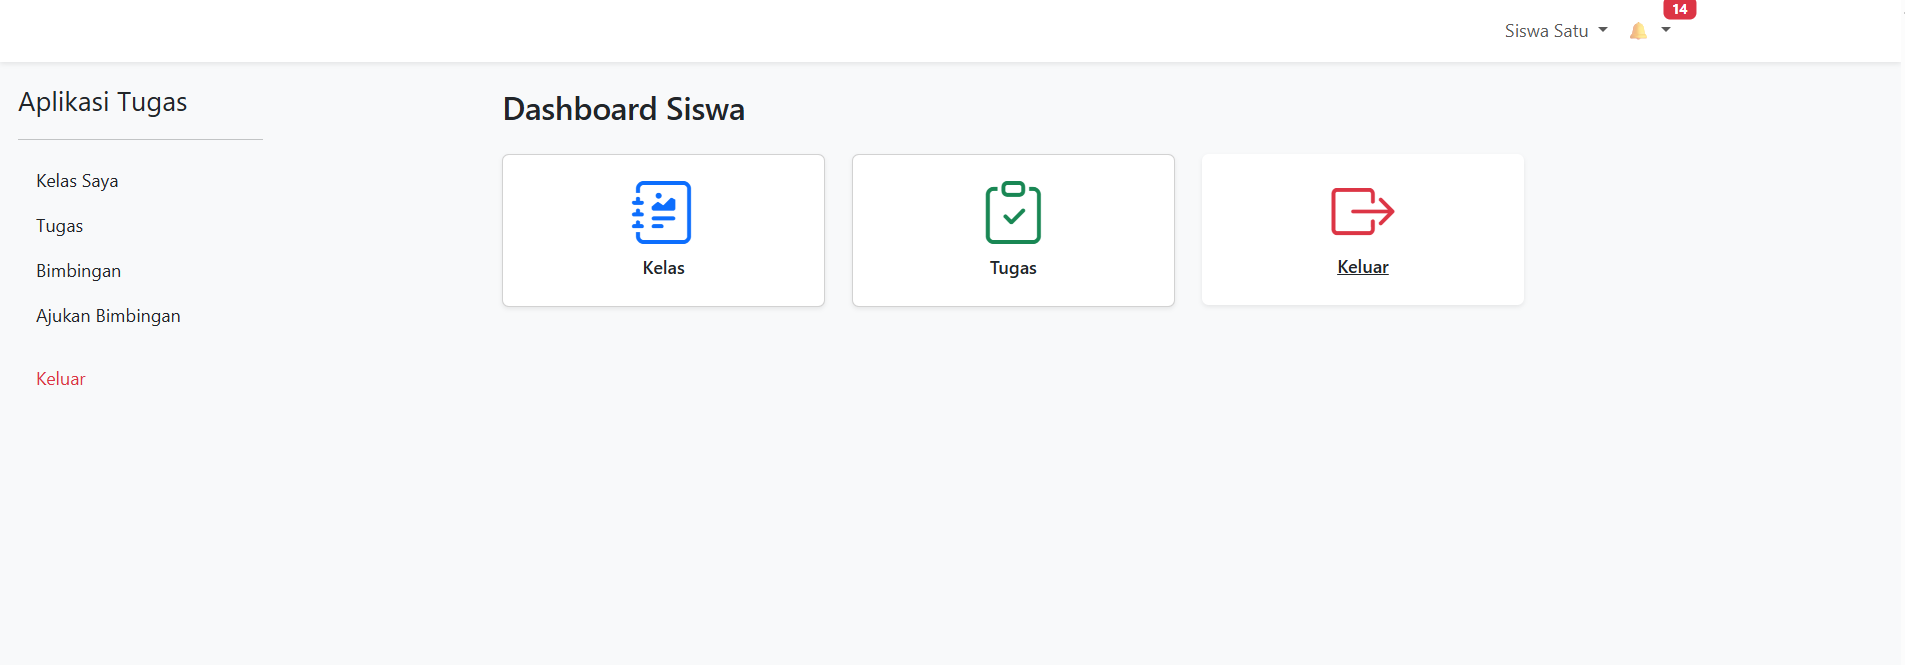 14
Siswa Satu
Aplikasi Tugas
Kelas Saya
Tugas
Bimbingan
Ajukan Bimbingan
Keluar
Dashboard Siswa
Kelas
Tugas
Keluar